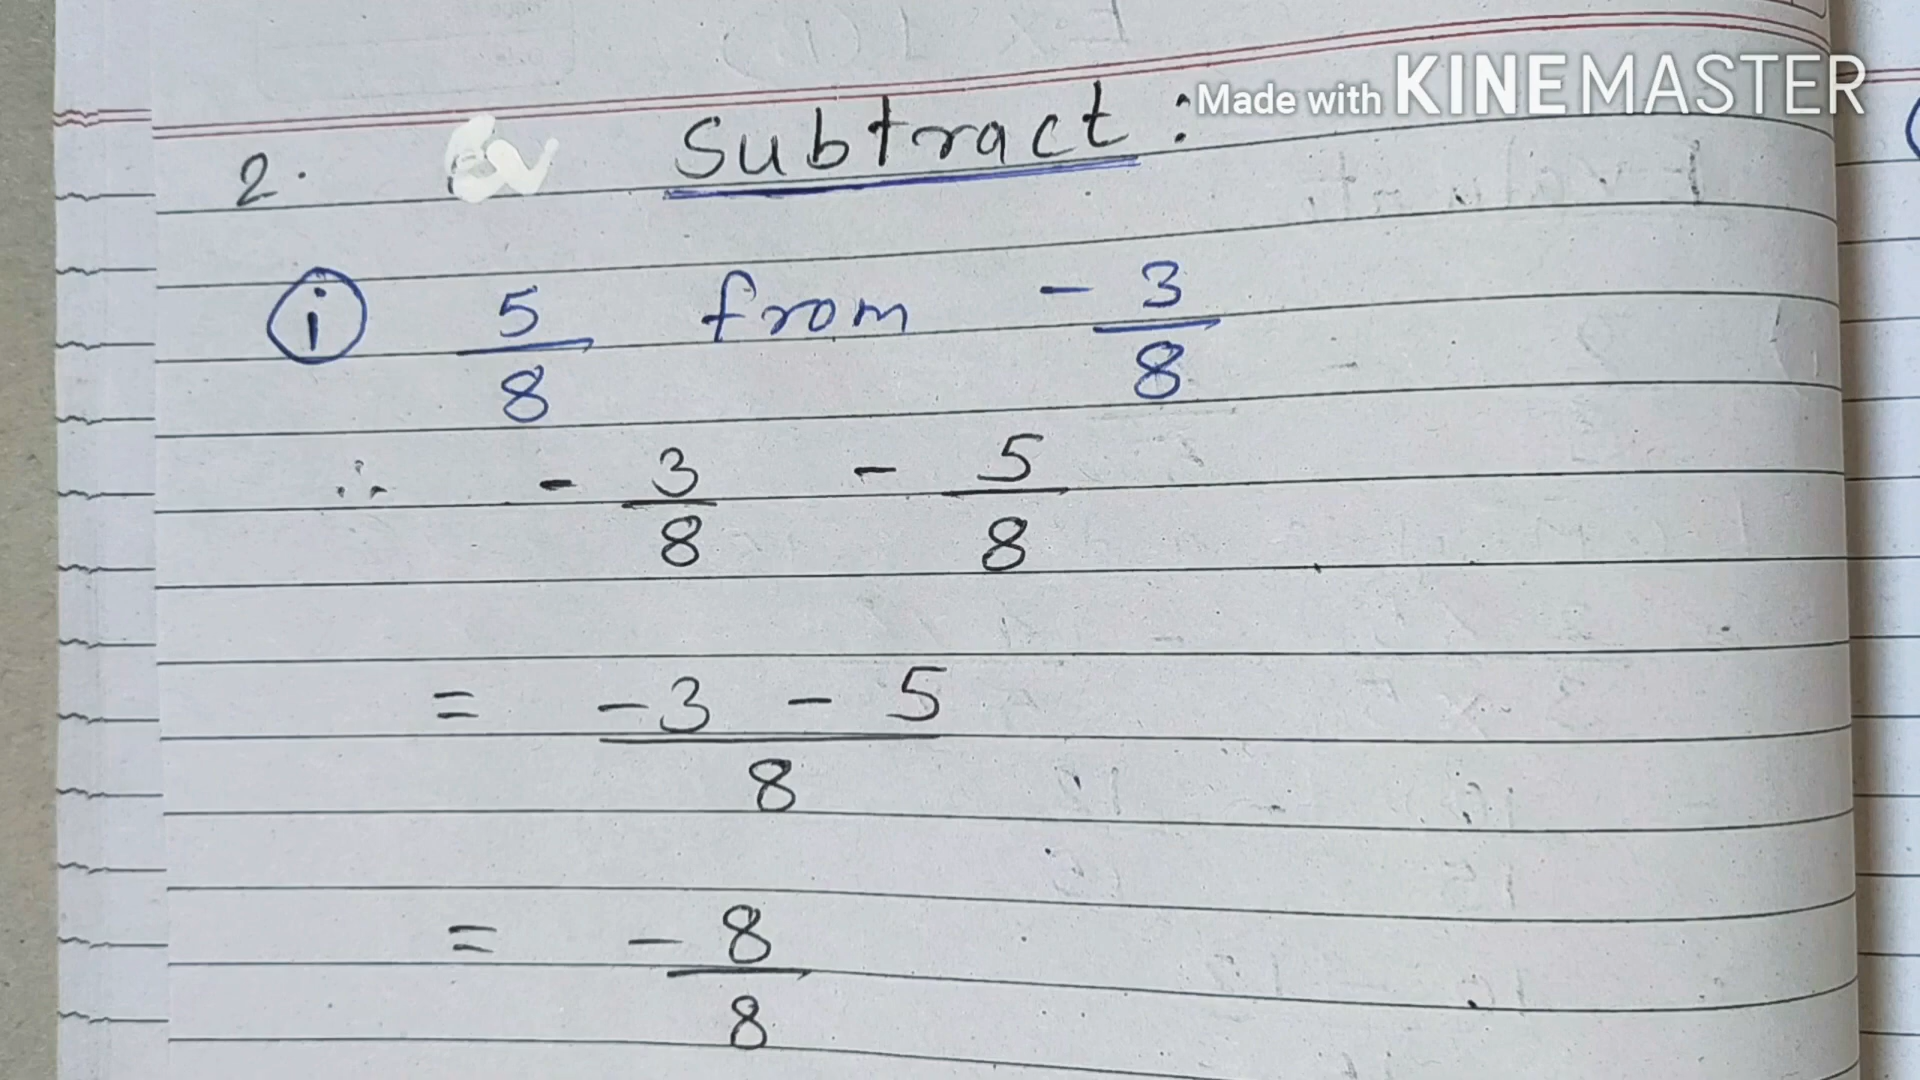 Made with KINEMASTER
2. Subtract :
(i) 5/8 from - 3/8
∴ - 3/8 - 5/8
= -3 - 5 / 8
= - 8/8